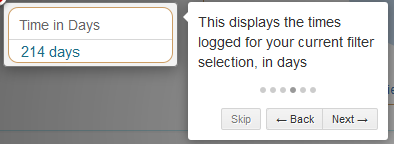 Time in Days
214 days
This displays the times
logged for your current filter
selection, in days
Skip
← Back
Next →